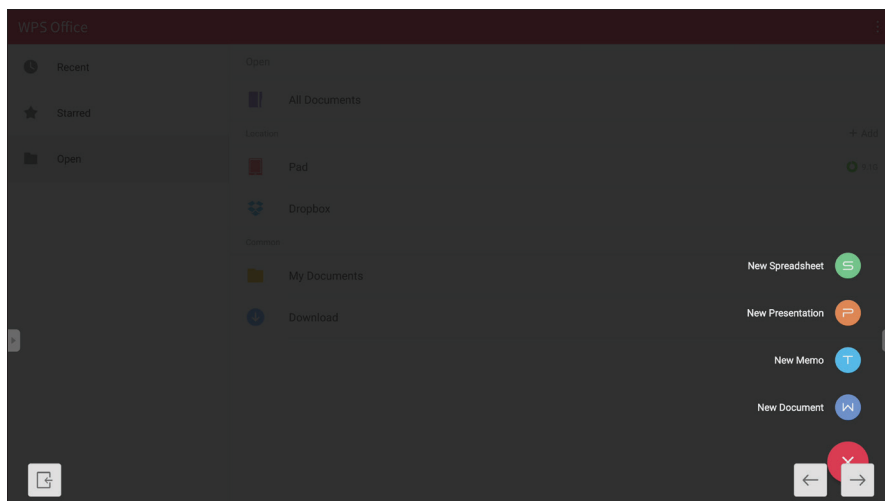 WPS Office
Recent
Starred
Open
Open
All Documents
Location
+ Add
Pad
Dropbox
Common
My Documents
Download
New Spreadsheet
New Presentation
New Memo
New Document